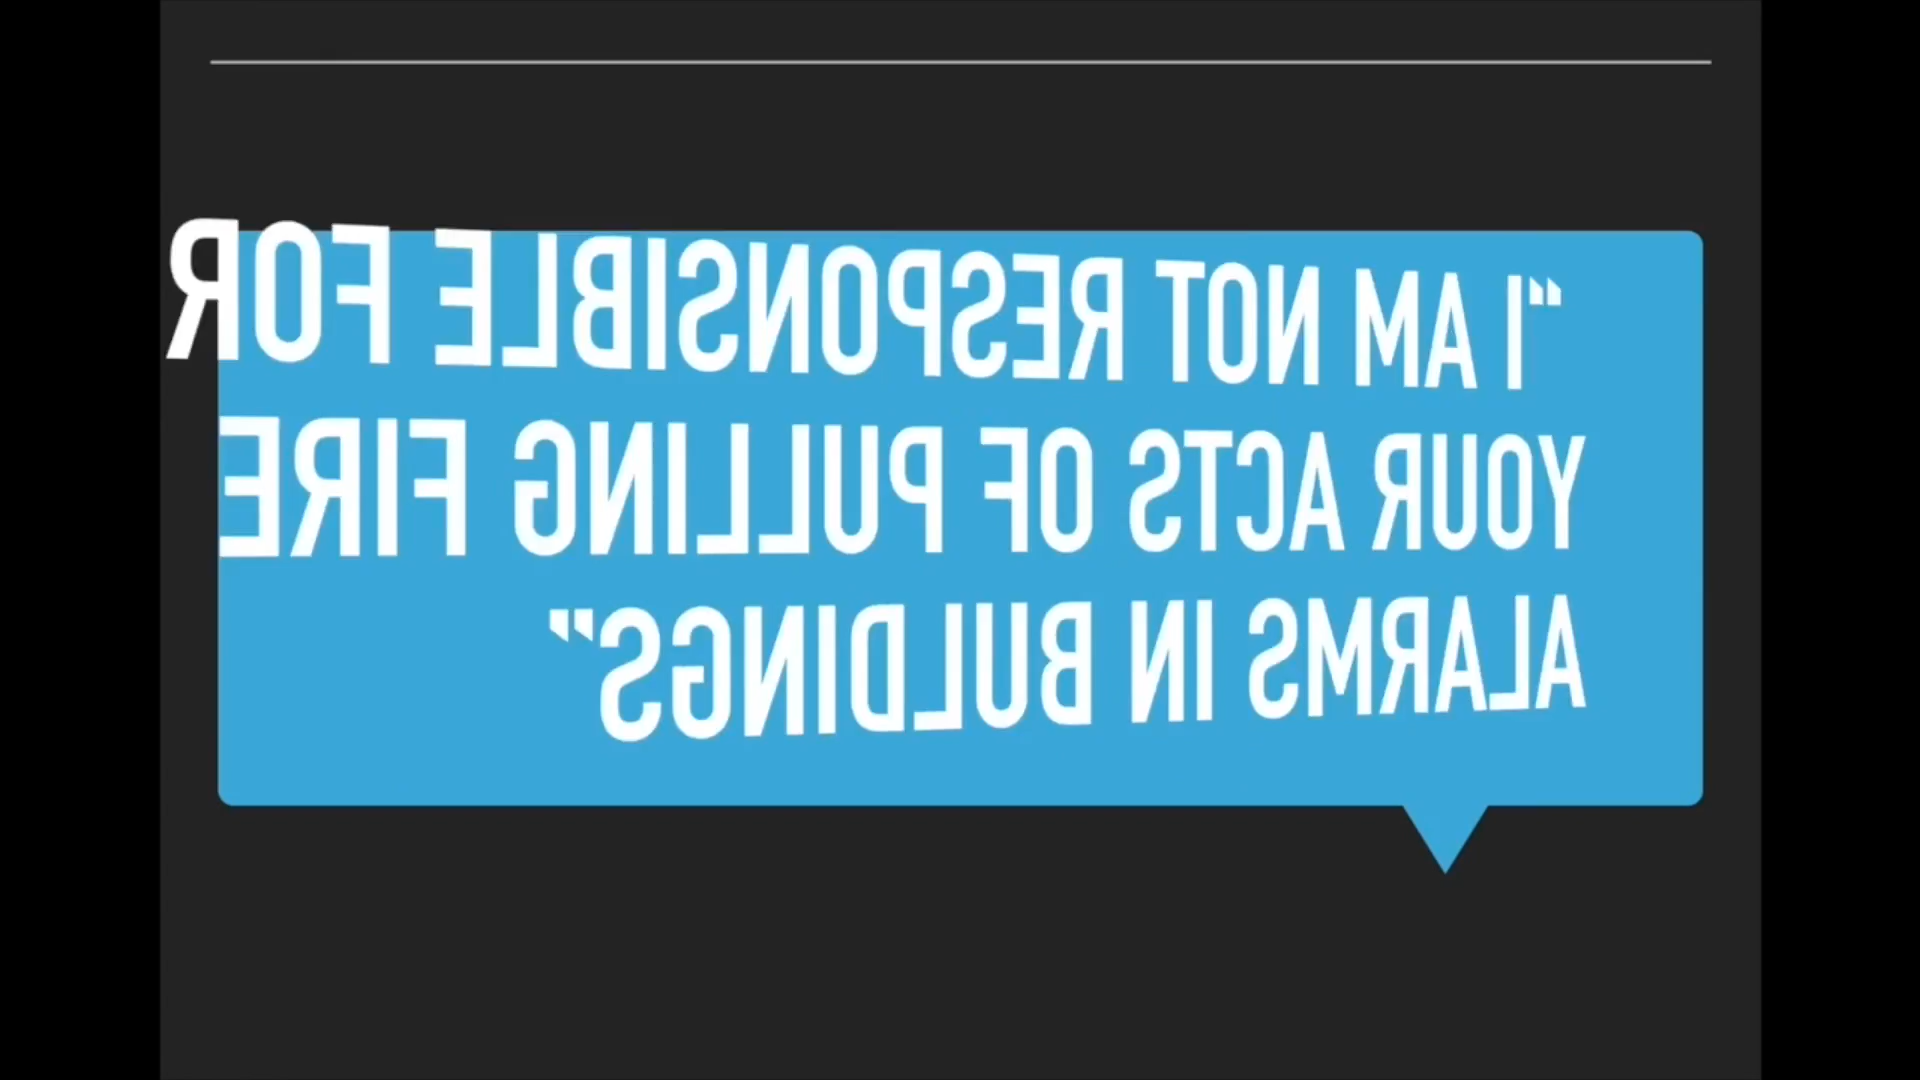 “I AM NOT RESPONSIBLE FOR
YOUR ACTS OF PULLING FIRE
ALARMS IN BULDINGS”